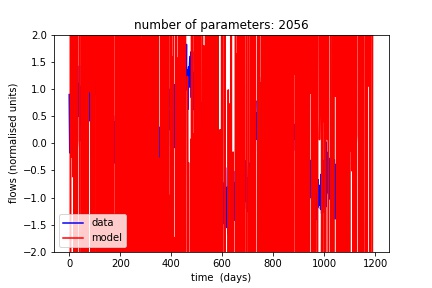 number of parameters: 2056
flows (normalised units)
2.0
1.5
1.0
0.5
0.0
−0.5
−1.0
−1.5
−2.0
data
model
0 200 400 600 800 1000 1200
time (days)